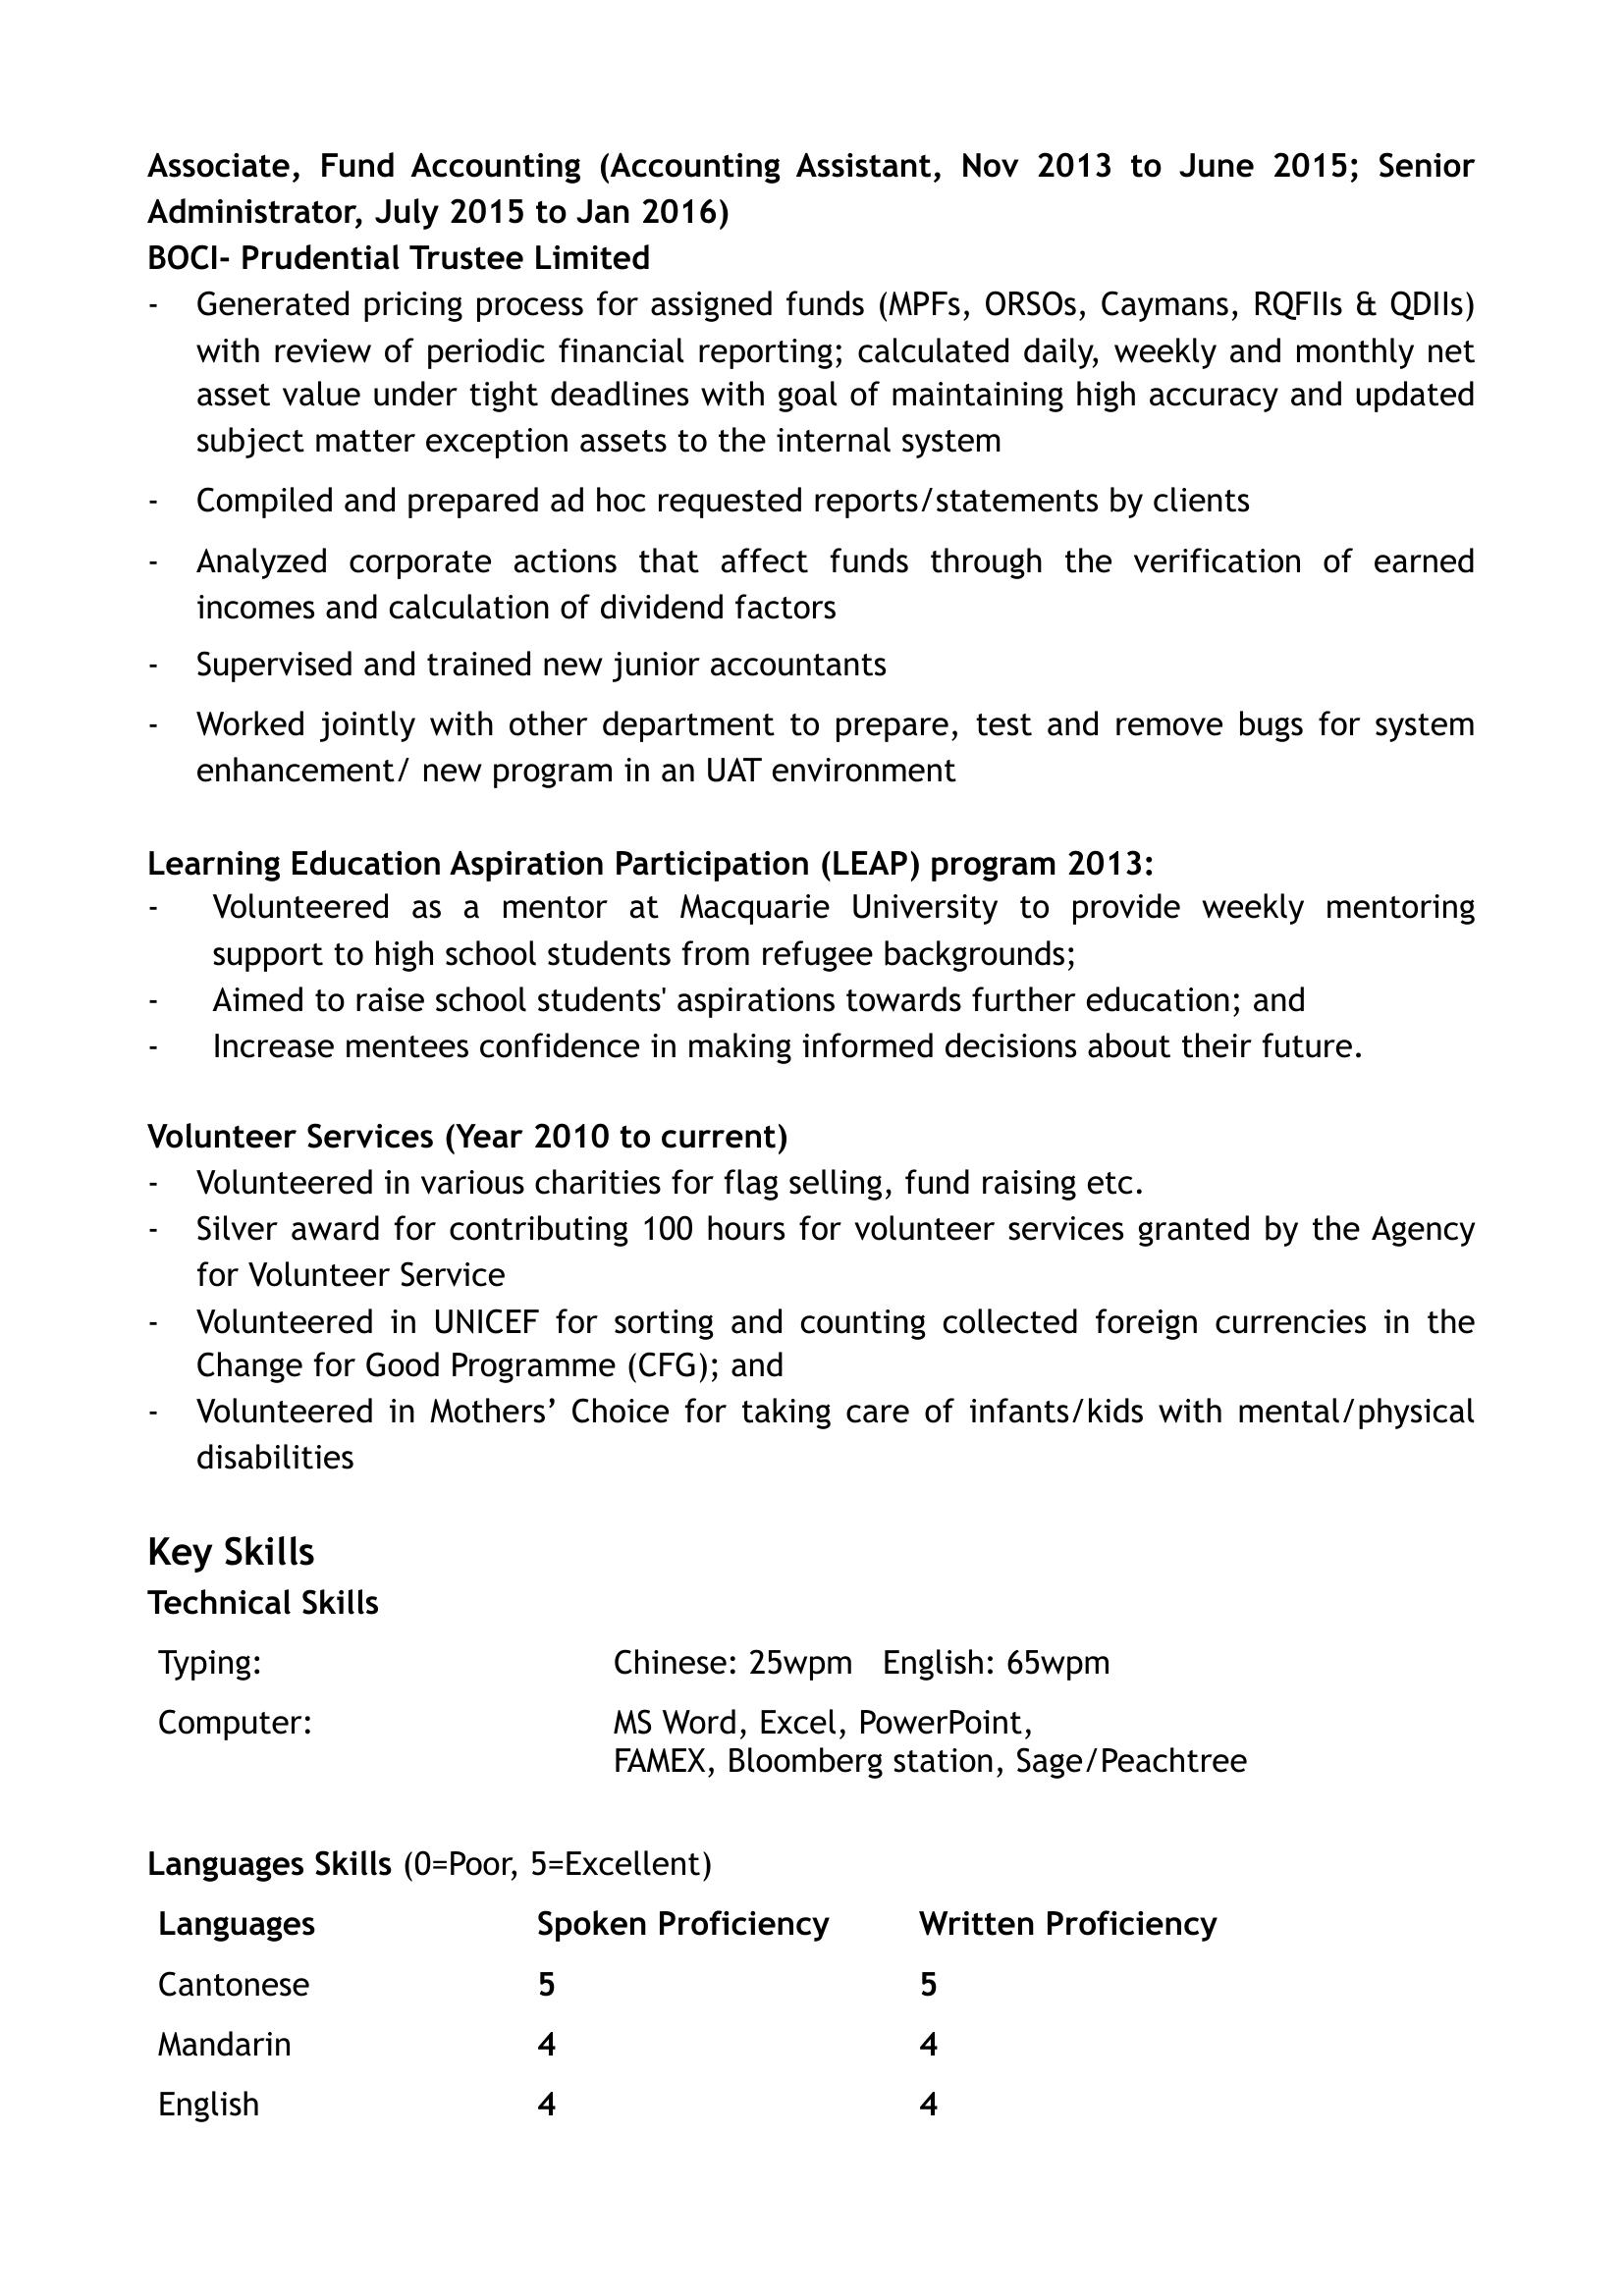 Associate, Fund Accounting (Accounting Assistant, Nov 2013 to June 2015; Senior
Administrator, July 2015 to Jan 2016)
BOCI- Prudential Trustee Limited
- Generated pricing process for assigned funds (MPFs, ORSOs, Caymans, RQFIIs & QDIIs)
with review of periodic financial reporting; calculated daily, weekly and monthly net
asset value under tight deadlines with goal of maintaining high accuracy and updated
subject matter exception assets to the internal system
- Compiled and prepared ad hoc requested reports/statements by clients
- Analyzed corporate actions that affect funds through the verification of earned
incomes and calculation of dividend factors
- Supervised and trained new junior accountants
- Worked jointly with other department to prepare, test and remove bugs for system
enhancement/ new program in an UAT environment
Learning Education Aspiration Participation (LEAP) program 2013:
- Volunteered as a mentor at Macquarie University to provide weekly mentoring
support to high school students from refugee backgrounds;
- Aimed to raise school students' aspirations towards further education; and
- Increase mentees confidence in making informed decisions about their future.
Volunteer Services (Year 2010 to current)
- Volunteered in various charities for flag selling, fund raising etc.
- Silver award for contributing 100 hours for volunteer services granted by the Agency
for Volunteer Service
- Volunteered in UNICEF for sorting and counting collected foreign currencies in the
Change for Good Programme (CFG); and
- Volunteered in Mothers’ Choice for taking care of infants/kids with mental/physical
disabilities
Key Skills
Technical Skills
Typing: Chinese: 25wpm English: 65wpm
Computer: MS Word, Excel, PowerPoint,
FAMEX, Bloomberg station, Sage/Peachtree
Languages Skills (0=Poor, 5=Excellent)
Languages Spoken Proficiency Written Proficiency
Cantonese 5 5
Mandarin 4 4
English 4 4